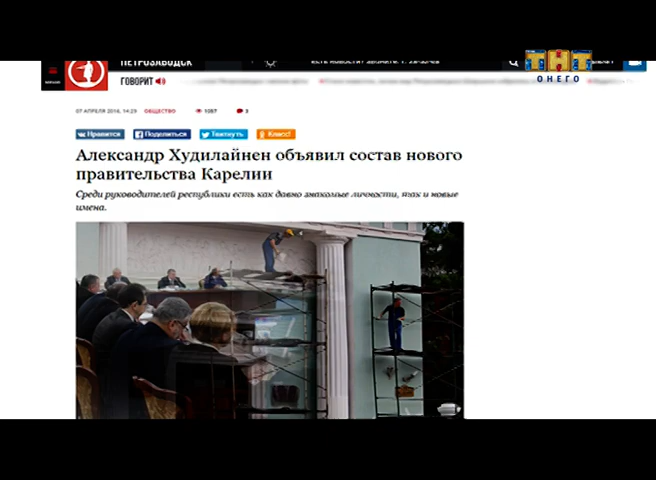 ПЕТРОЗАВОДСК
ГОВОРИТ
ТНТ
ОНЕГО
07 АПРЕЛЯ 2016, 14:29 ОБЩЕСТВО 1057 3
Нравится Поделиться Твитнуть Класс!
Александр Худилайнен объявил состав нового
правительства Карелии
Среди руководителей республики есть как давно знакомые личности, так и новые
имена.